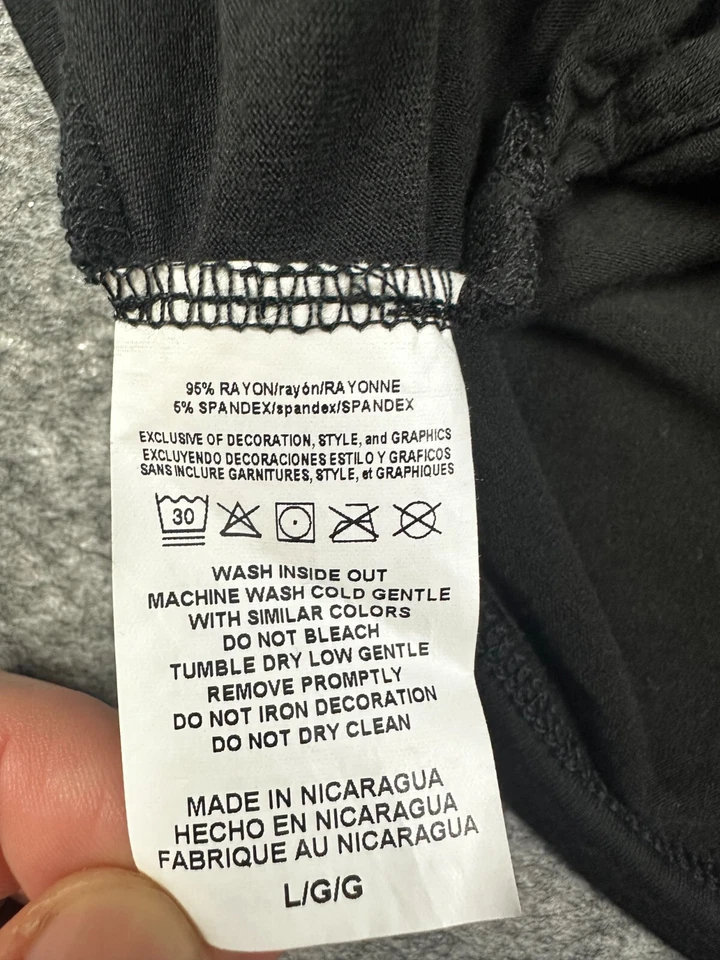 95% RAYON/rayón/RAYONNE
5% SPANDEX/spandex/SPANDEX
EXCLUSIVE OF DECORATION, STYLE, and GRAPHICS
EXCLUYENDO DECORACIONES ESTILO Y GRAFICOS
SANS INCLURE GARNITURES, STYLE, et GRAPHIQUES
30
WASH INSIDE OUT
MACHINE WASH COLD GENTLE
WITH SIMILAR COLORS
DO NOT BLEACH
TUMBLE DRY LOW GENTLE
REMOVE PROMPTLY
DO NOT IRON DECORATION
DO NOT DRY CLEAN
MADE IN NICARAGUA
HECHO EN NICARAGUA
FABRIQUE AU NICARAGUA
L/G/G